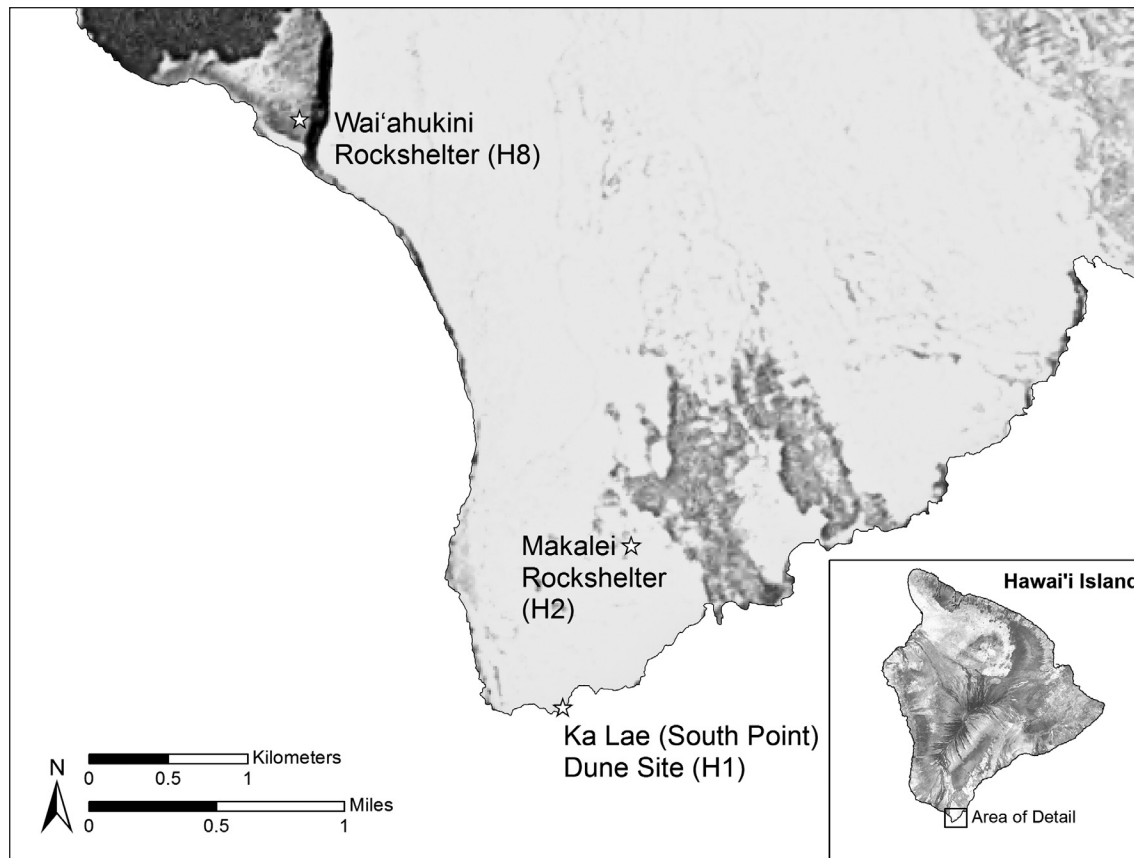 Wai‘ahukini
Rockshelter (H8)
Makalei
Rockshelter
(H2)
Ka Lae (South Point)
Dune Site (H1)
Hawai'i Island
Area of Detail
N
Kilometers
0 0.5 1
Miles
0 0.5 1